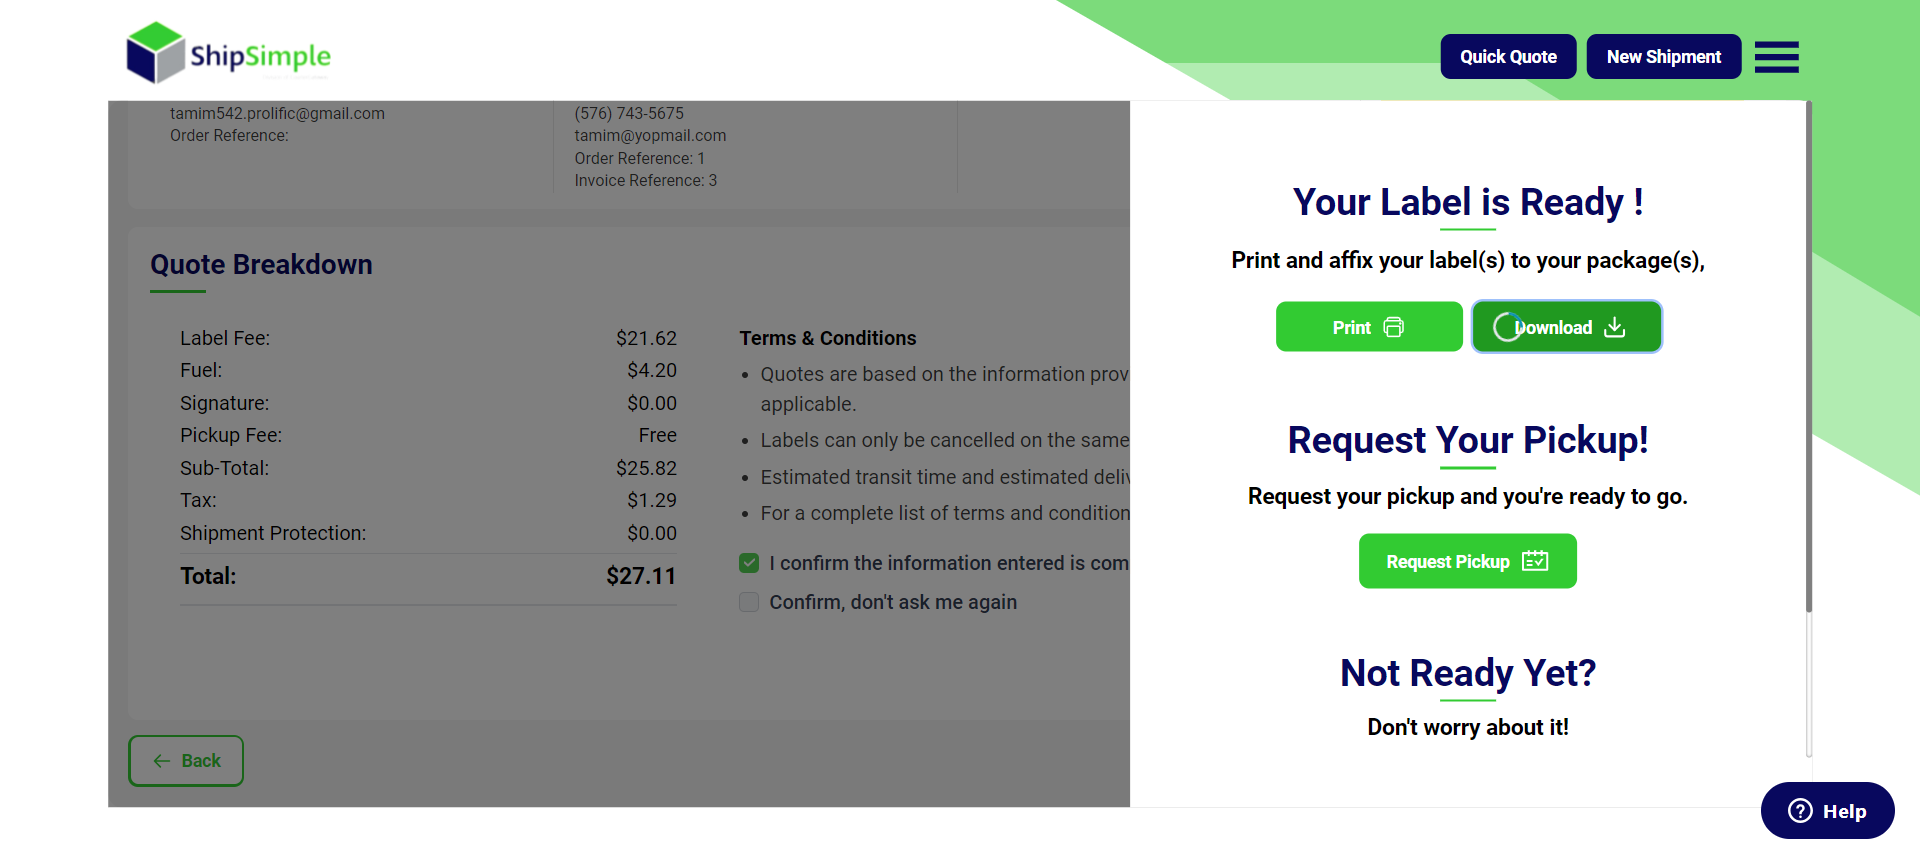 ShipSimple
Quick Quote
New Shipment
tamim542.prolific@gmail.com
Order Reference:
(576) 743-5675
tamim@yopmail.com
Order Reference: 1
Invoice Reference: 3
Quote Breakdown
Label Fee: $21.62
Fuel: $4.20
Signature: $0.00
Pickup Fee: Free
Sub-Total: $25.82
Tax: $1.29
Shipment Protection: $0.00
Total: $27.11
Terms & Conditions
• Quotes are based on the information prov
applicable.
• Labels can only be cancelled on the same
• Estimated transit time and estimated deliv
• For a complete list of terms and condition
I confirm the information entered is com
Confirm, don't ask me again
Back
Your Label is Ready !
Print and affix your label(s) to your package(s),
Print
Download
Request Your Pickup!
Request your pickup and you're ready to go.
Request Pickup
Not Ready Yet?
Don't worry about it!
Help